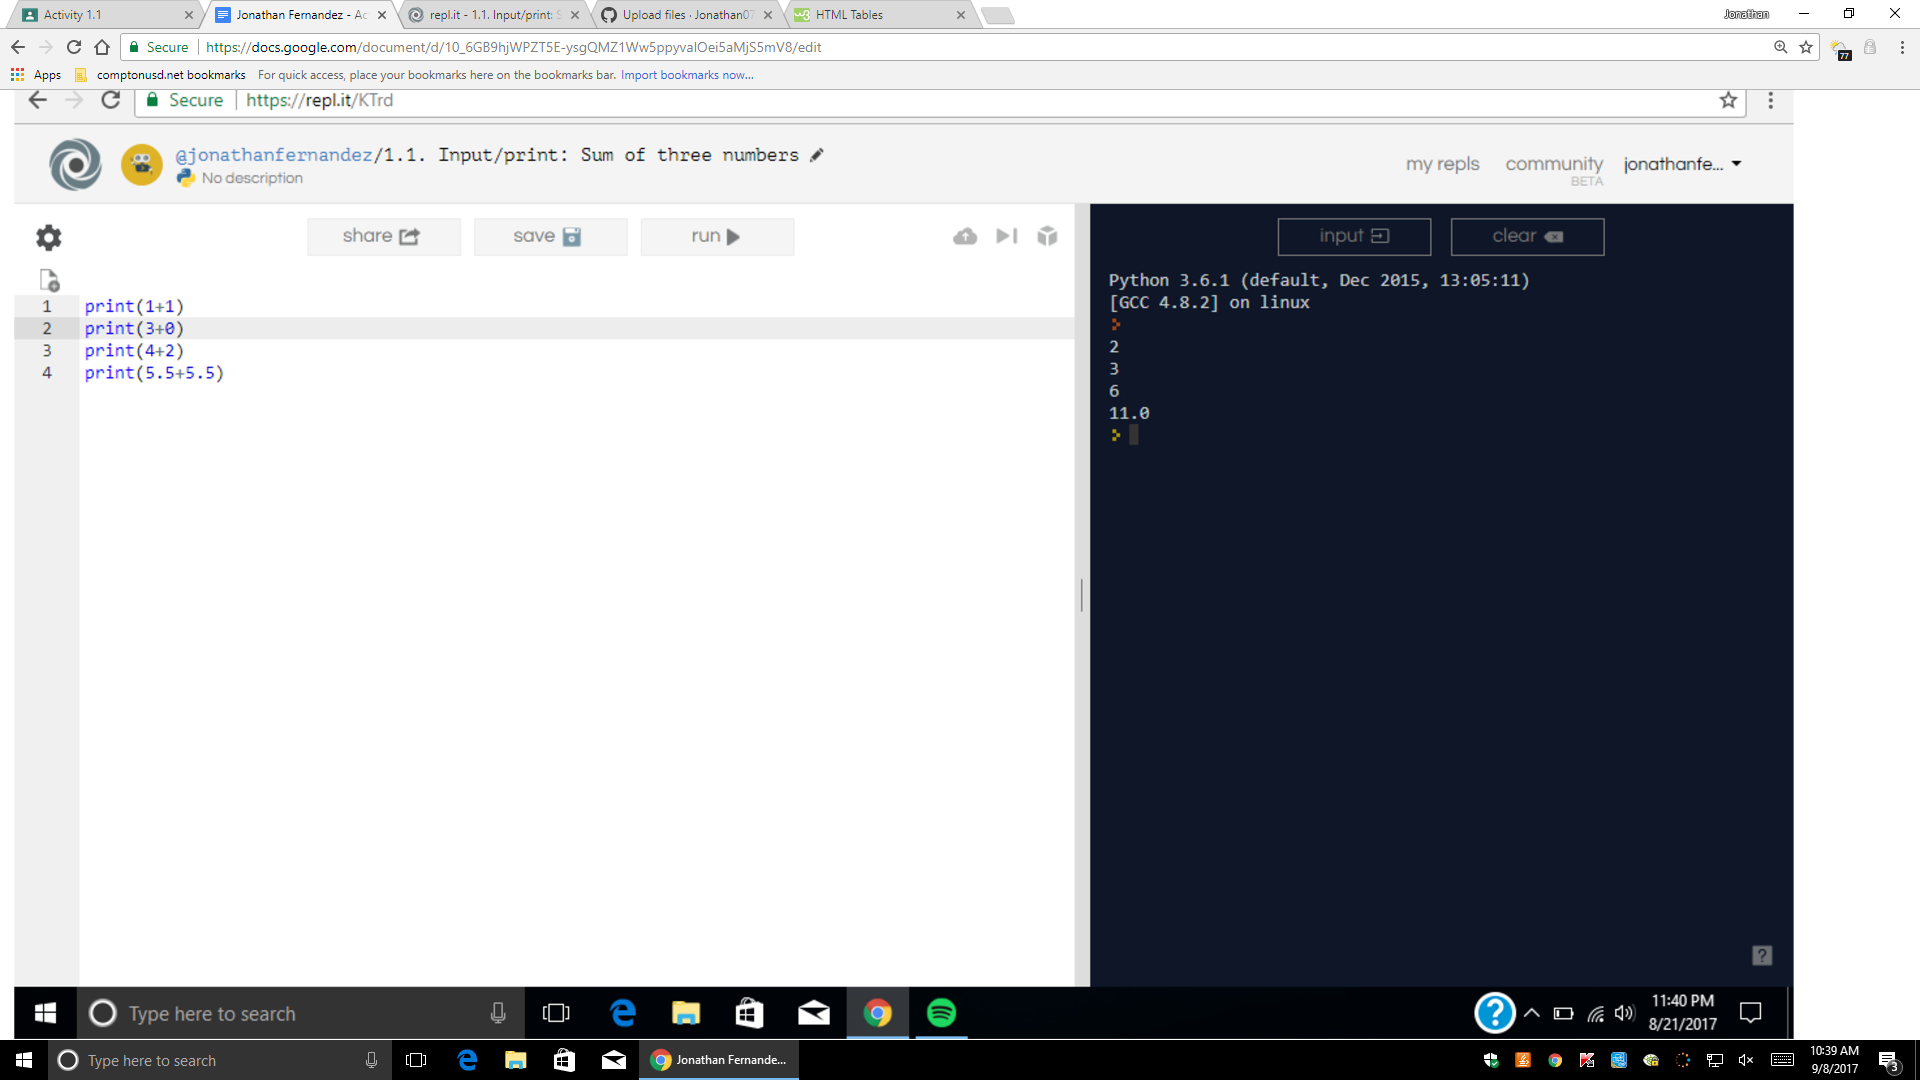 Activity 1.1
Jonathan Fernandez - Ac
repl.it - 1.1. Input/print: S
Upload files · Jonathan07
HTML Tables
Jonathan
Secure
https://docs.google.com/document/d/10_6GB9hjWPZT5E-ysgQMZ1Ww5ppyvalOei5aMjS5mV8/edit
77
Apps
comptonusd.net bookmarks
For quick access, place your bookmarks here on the bookmarks bar. Import bookmarks now...
Secure
https://repl.it/KTrd
@jonathanfernandez/1.1. Input/print: Sum of three numbers
No description
my repls
community
BETA
jonathanfe...
share
save
run
input
clear
1 print(1+1)
2 print(3+0)
3 print(4+2)
4 print(5.5+5.5)
Python 3.6.1 (default, Dec 2015, 13:05:11)
[GCC 4.8.2] on linux
2
3
6
11.0
?
Type here to search
?
11:40 PM
8/21/2017
Type here to search
Jonathan Fernande...
10:39 AM
9/8/2017
3